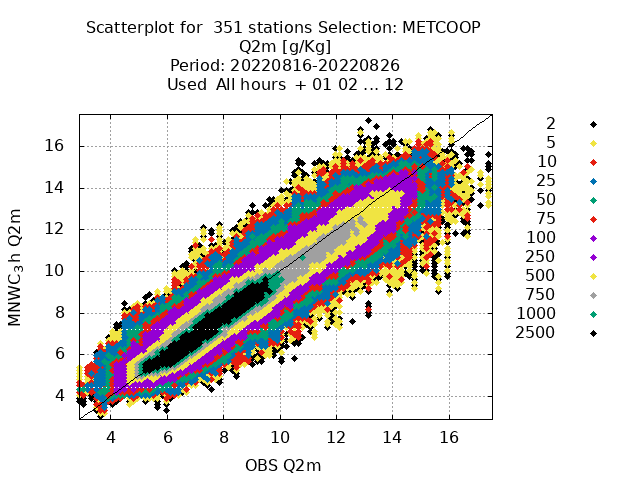 Scatterplot for  351 stations Selection: METCOOP
Q2m [g/Kg]
Period: 20220816-20220826
Used  All hours  + 01 02 ... 12
2
5
10
25
50
75
100
250
500
750
1000
2500
16
14
12
10
8
6
4
MNWC_3h Q2m
4 6 8 10 12 14 16
OBS Q2m